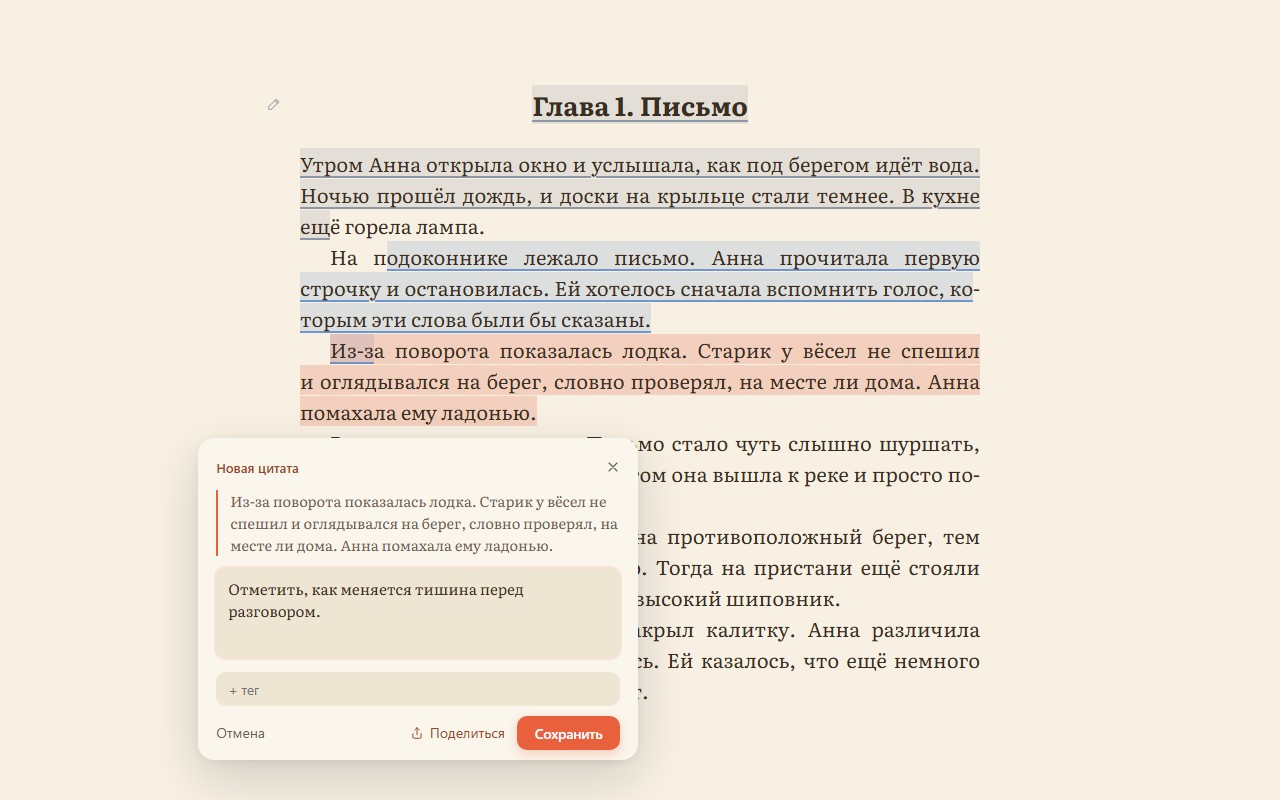 Глава 1. Письмо
Утром Анна открыла окно и услышала, как под берегом идёт вода.
Ночью прошёл дождь, и доски на крыльце стали темнее. В кухне
ещё горела лампа.
На подоконнике лежало письмо. Анна прочитала первую
строчку и остановилась. Ей хотелось сначала вспомнить голос, ко-
торым эти слова были бы сказаны.
Из-за поворота показалась лодка. Старик у вёсел не спешил
и оглядывался на берег, словно проверял, на месте ли дома. Анна
помахала ему ладонью.
стало чуть слышно шуршать,
она вышла к реке и просто по-
на противоположный берег, тем
Тогда на пристани ещё стояли
высокий шиповник.
калитку. Анна различила
Ей казалось, что ещё немного
Новая цитата
Из-за поворота показалась лодка. Старик у вёсел не
спешил и оглядывался на берег, словно проверял, на
месте ли дома. Анна помахала ему ладонью.
Отметить, как меняется тишина перед
разговором.
+ тег
Отмена
Поделиться
Сохранить